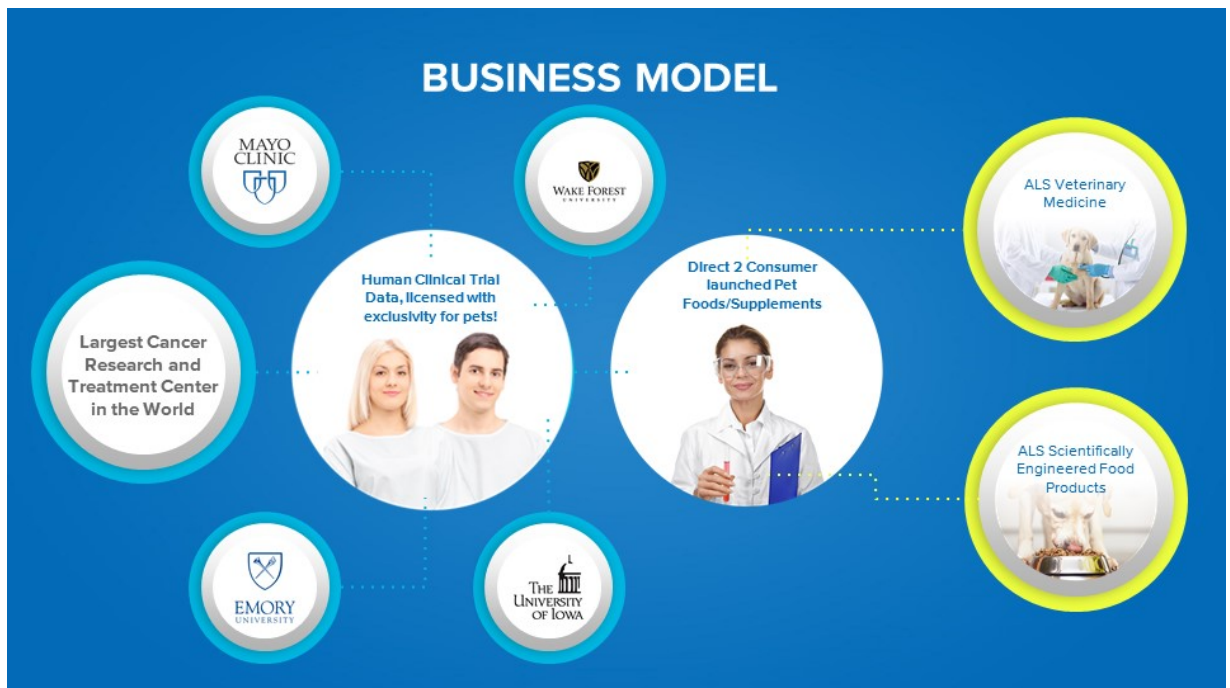 BUSINESS MODEL
MAYO
CLINIC
WAKE FOREST
UNIVERSITY
ALS Veterinary
Medicine
Human Clinical Trial
Data, licensed with
exclusivity for pets!
Direct 2 Consumer
launched Pet
Foods/Supplements
Largest Cancer
Research and
Treatment Center
in the World
ALS Scientifically
Engineered Food
Products
EMORY
UNIVERSITY
THE
UNIVERSITY
OF IOWA